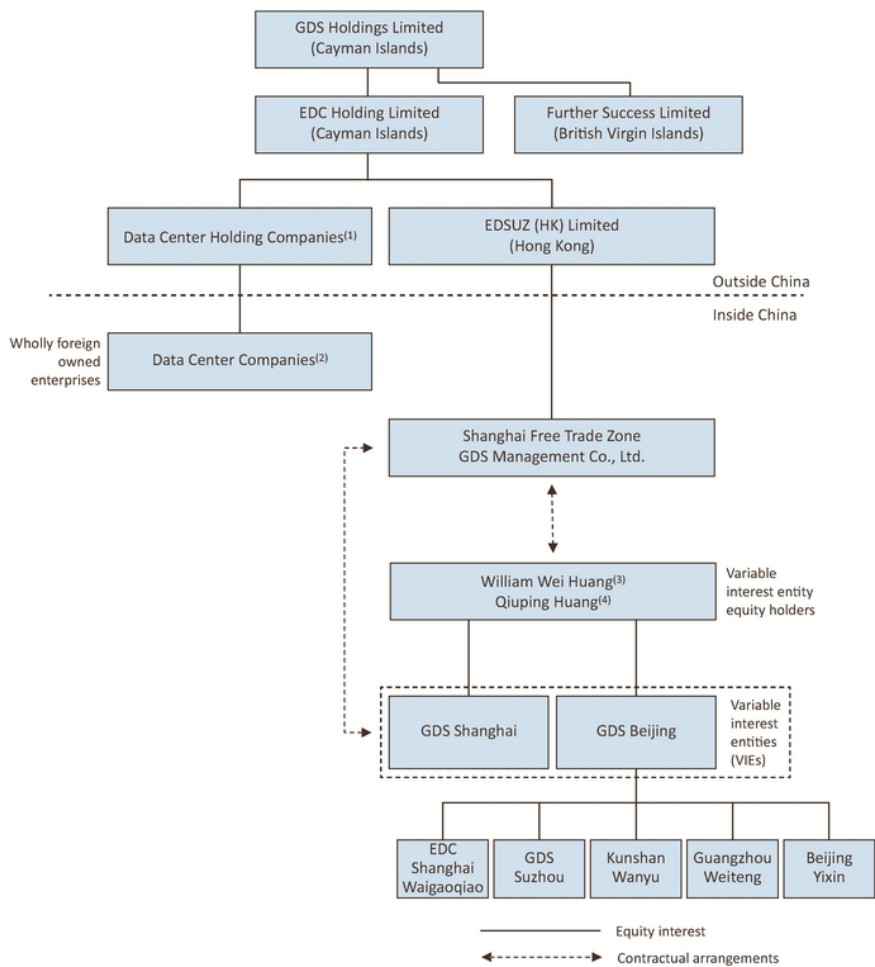 GDS Holdings Limited
(Cayman Islands)
EDC Holding Limited
(Cayman Islands)
Further Success Limited
(British Virgin Islands)
Data Center Holding Companies(1)
EDSUZ (HK) Limited
(Hong Kong)
Outside China
Inside China
Wholly foreign
owned
enterprises
Data Center Companies(2)
Shanghai Free Trade Zone
GDS Management Co., Ltd.
William Wei Huang(3)
Qiuping Huang(4)
Variable
interest entity
equity holders
GDS Shanghai
GDS Beijing
Variable
interest
entities
(VIEs)
EDC
Shanghai
Waigaoqiao
GDS
Suzhou
Kunshan
Wanyu
Guangzhou
Weiteng
Beijing
Yixin
Equity interest
Contractual arrangements